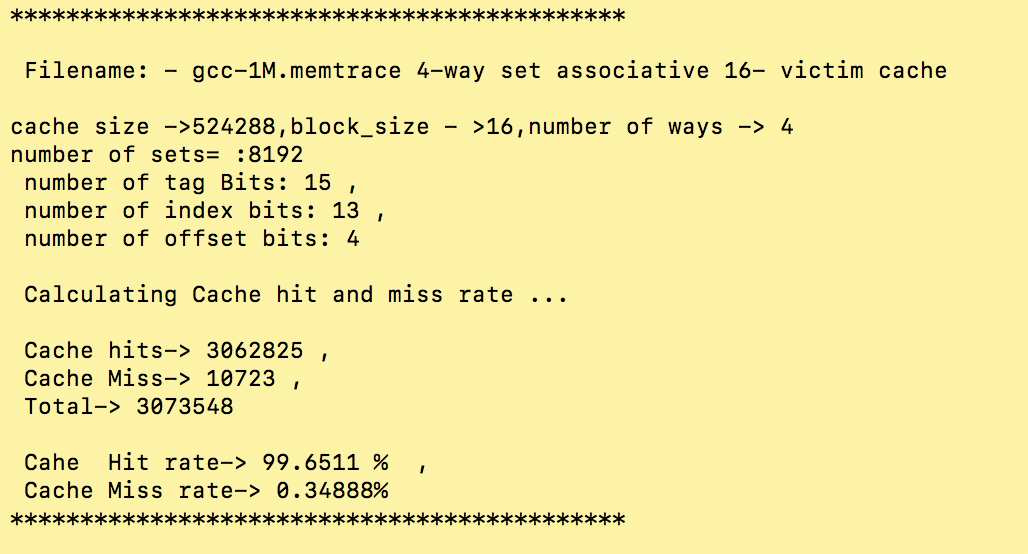 ********************************************
Filename: - gcc-1M.memtrace 4-way set associative 16- victim cache
cache size ->524288,block_size - >16,number of ways -> 4
number of sets= :8192
number of tag Bits: 15 ,
number of index bits: 13 ,
number of offset bits: 4
Calculating Cache hit and miss rate ...
Cache hits-> 3062825 ,
Cache Miss-> 10723 ,
Total-> 3073548
Cahe  Hit rate-> 99.6511 %  ,
Cache Miss rate-> 0.34888%
********************************************